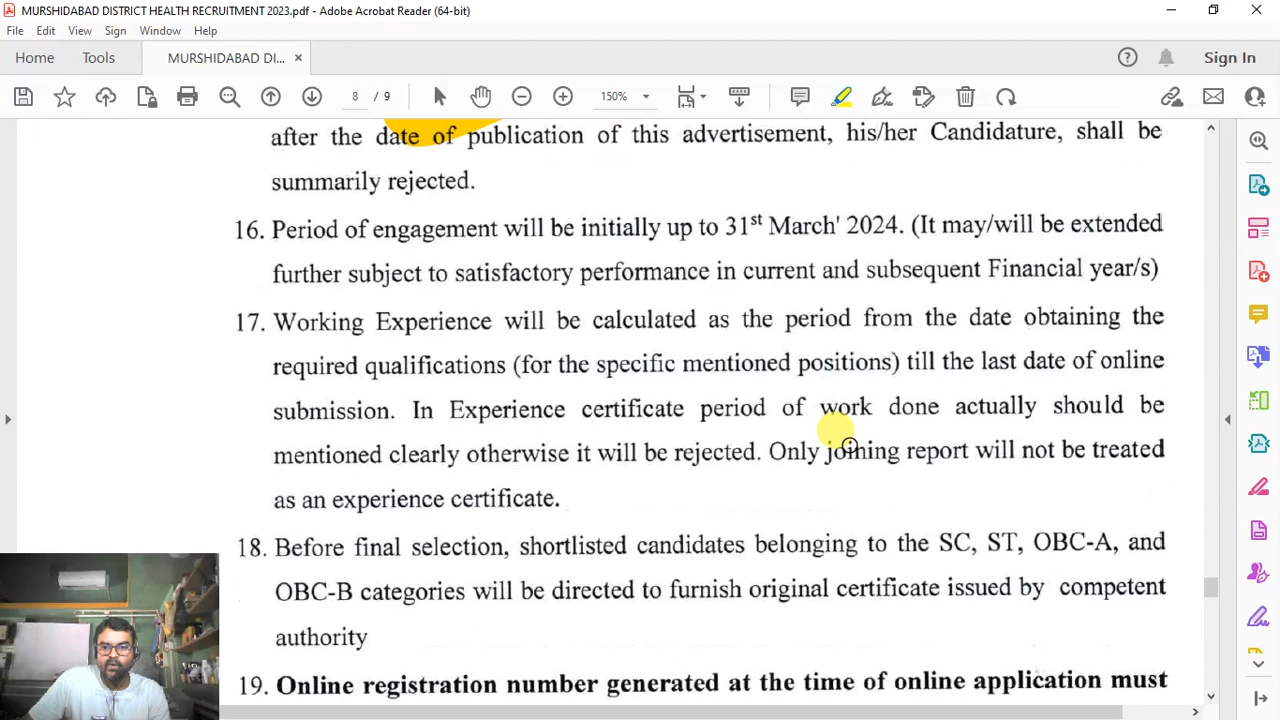 MURSHIDABAD DISTRICT HEALTH RECRUITMENT 2023.pdf - Adobe Acrobat Reader (64-bit)
File Edit View Sign Window Help
Home Tools MURSHIDABAD DI... Sign In
8 / 9 150%
after the date of publication of this advertisement, his/her Candidature, shall be
summarily rejected.
16. Period of engagement will be initially up to 31st March' 2024. (It may/will be extended
further subject to satisfactory performance in current and subsequent Financial year/s)
17. Working Experience will be calculated as the period from the date obtaining the
required qualifications (for the specific mentioned positions) till the last date of online
submission. In Experience certificate period of work done actually should be
mentioned clearly otherwise it will be rejected. Only joining report will not be treated
as an experience certificate.
18. Before final selection, shortlisted candidates belonging to the SC, ST, OBC-A, and
OBC-B categories will be directed to furnish original certificate issued by competent
authority
19. Online registration number generated at the time of online application must